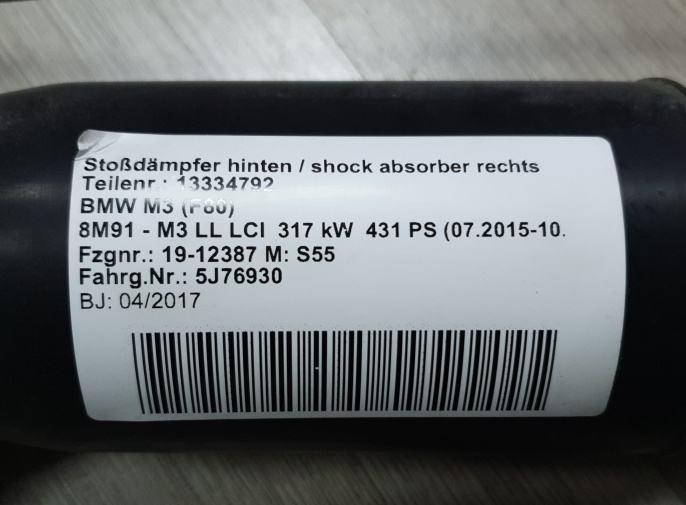 Stoßdämpfer hinten / shock absorber rechts
Teilenr.: 13334792
BMW M3 (F80)
8M91 - M3 LL LCI 317 kW 431 PS (07.2015-10.
Fzgnr.: 19-12387 M: S55
Fahrg.Nr.: 5J76930
BJ: 04/2017